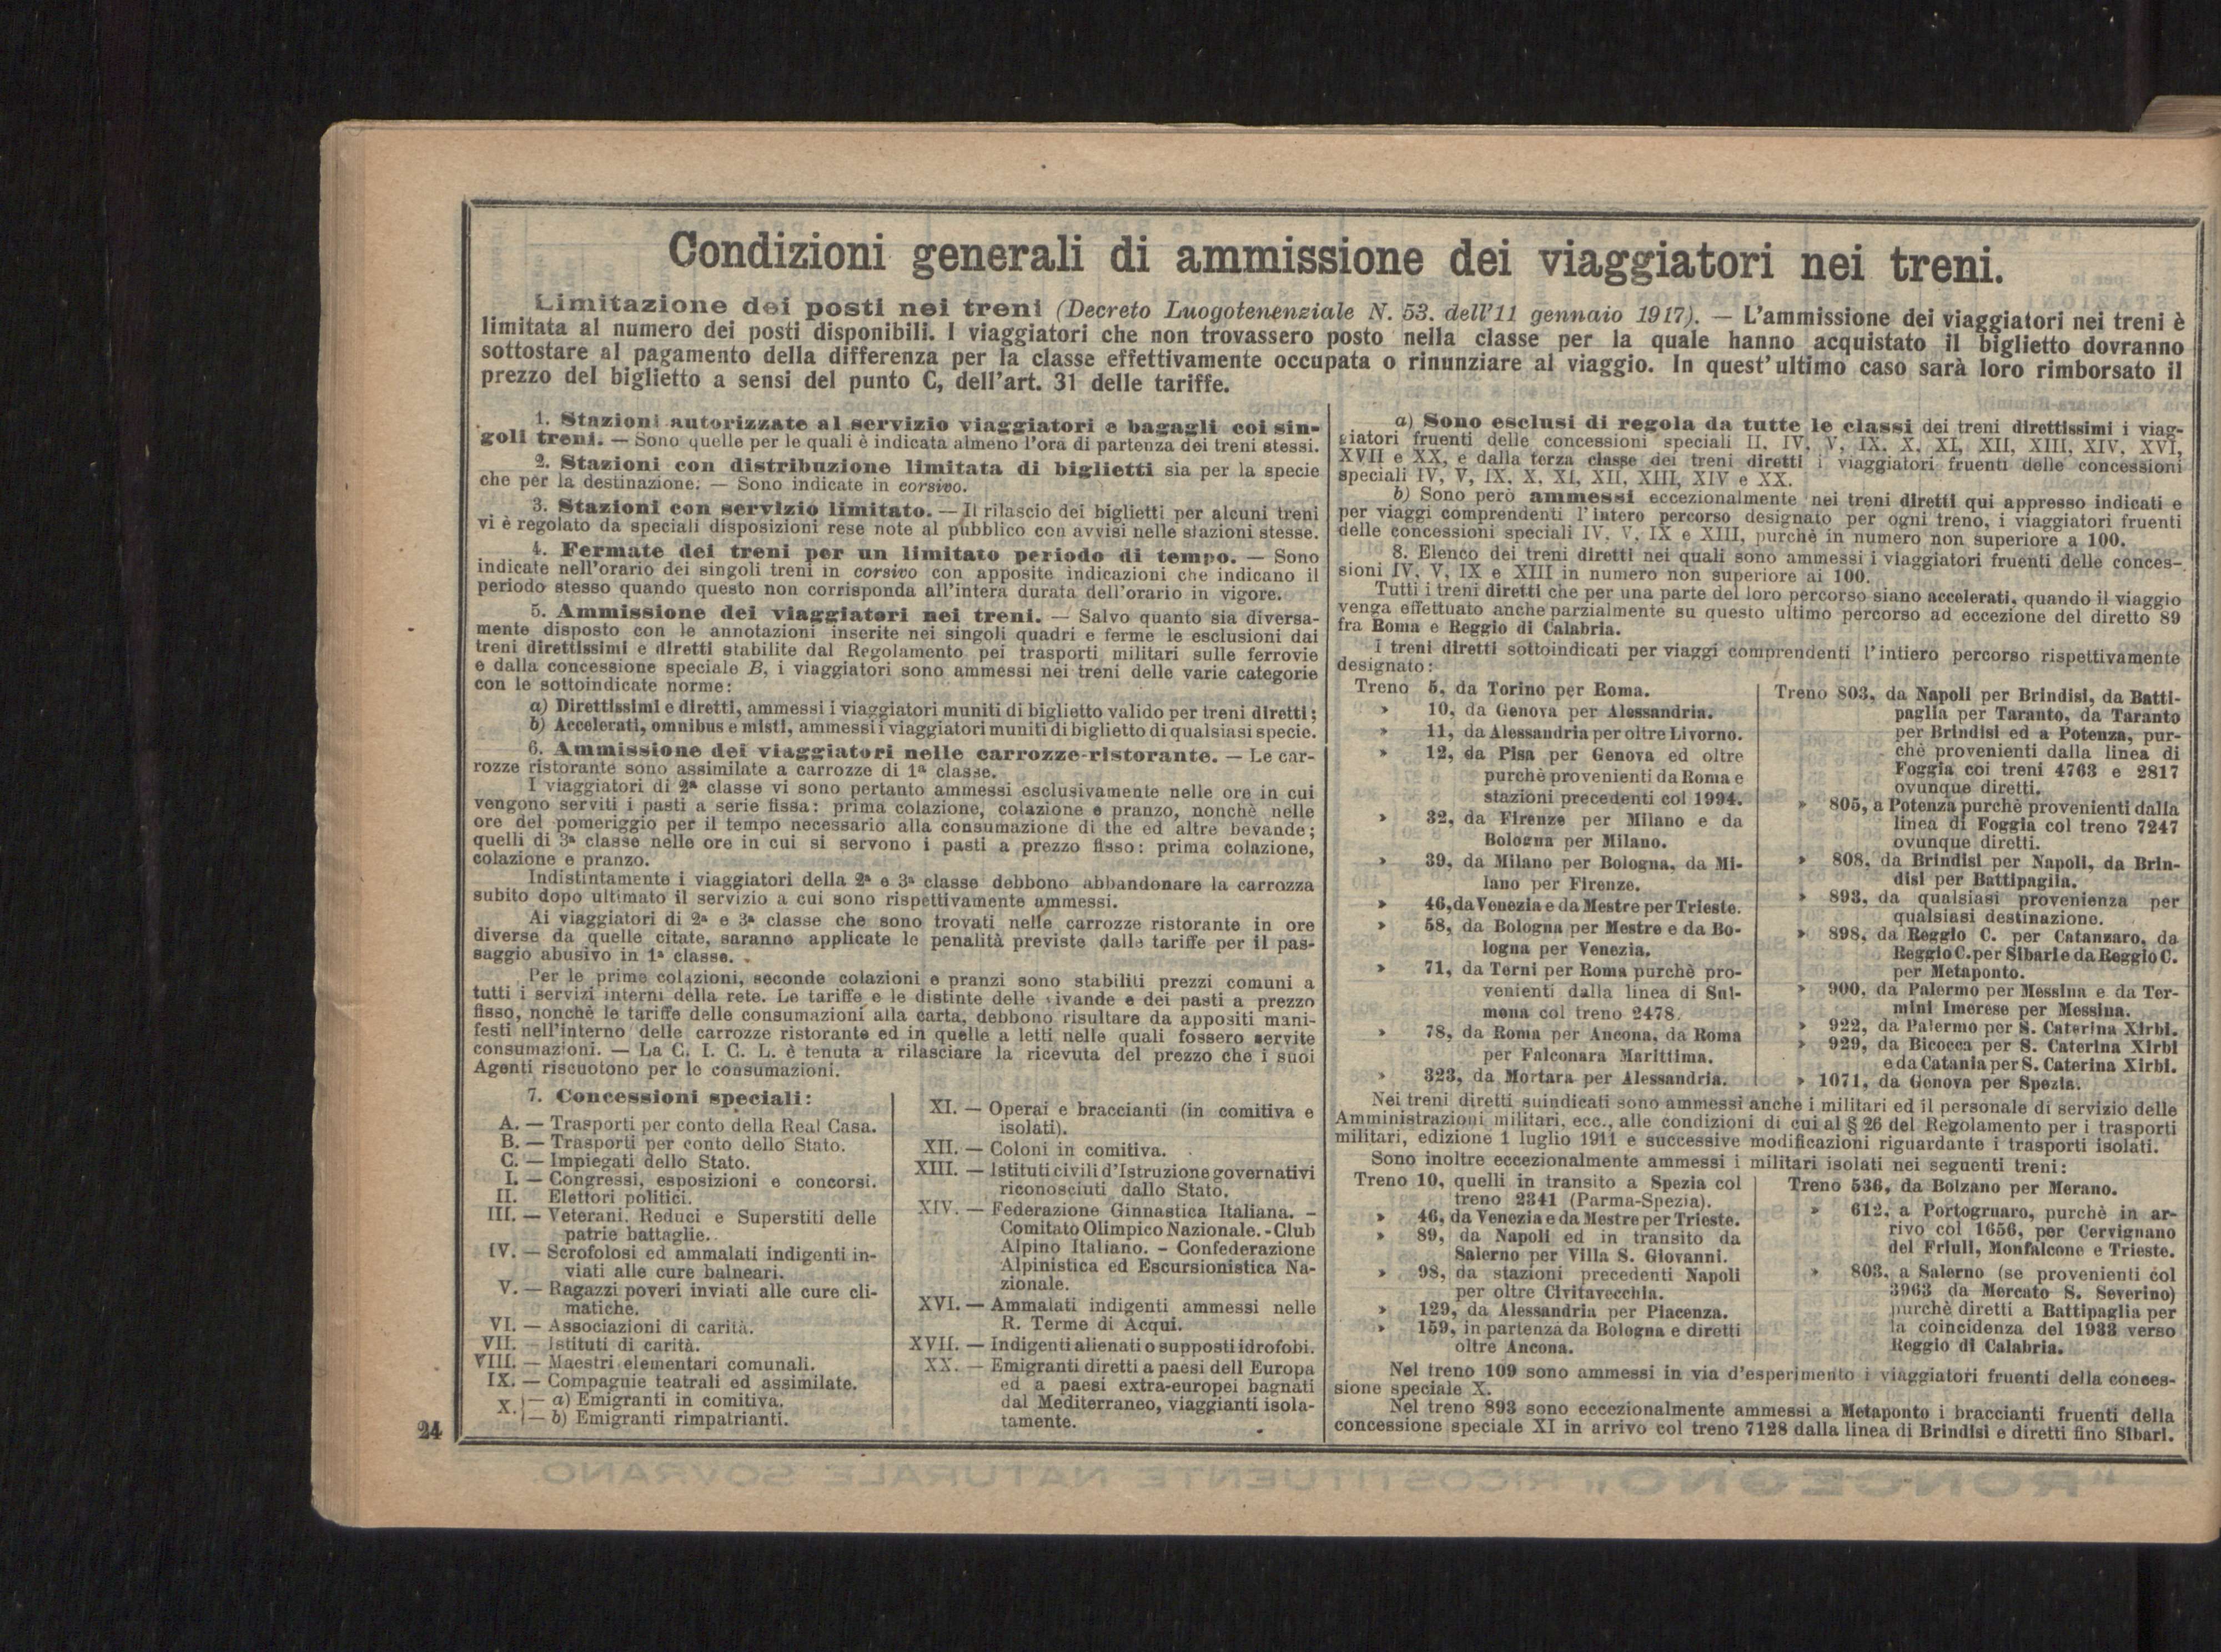 Condizioni generali di ammissione dei viaggiatori nei treni.
Limitazione dei posti nei treni (Decreto Luogotenenziale N. 53. dell'11 gennaio 1917). — L'ammissione dei viaggiatori nei treni è
limitata al numero dei posti disponibili. I viaggiatori che non trovassero posto nella classe per la quale hanno acquistato il biglietto dovranno
sottostare al pagamento della differenza per la classe effettivamente occupata o rinunziare al viaggio. In quest'ultimo caso sarà loro rimborsato il
prezzo del biglietto a sensi del punto C, dell'art. 31 delle tariffe.
1. Stazioni autorizzate al servizio viaggiatori e bagagli coi sin-
goli treni. — Sono quelle per le quali è indicata almeno l'ora di partenza dei treni stessi.
2. Stazioni con distribuzione limitata di biglietti sia per la specie
che per la destinazione. — Sono indicate in corsivo.
3. Stazioni con servizio limitato. — Il rilascio dei biglietti per alcuni treni
vi è regolato da speciali disposizioni rese note al pubblico con avvisi nelle stazioni stesse.
4. Fermate dei treni per un limitato periodo di tempo. — Sono
indicate nell'orario dei singoli treni in corsivo con apposite indicazioni che indicano il
periodo stesso quando questo non corrisponda all'intera durata dell'orario in vigore.
5. Ammissione dei viaggiatori nei treni. — Salvo quanto sia diversa-
mente disposto con le annotazioni inserite nei singoli quadri e ferme le esclusioni dai
treni direttissimi e diretti stabilite dal Regolamento pei trasporti militari sulle ferrovie
e dalla concessione speciale B, i viaggiatori sono ammessi nei treni delle varie categorie
con le sottoindicate norme:
a) Direttissimi e diretti, ammessi i viaggiatori muniti di biglietto valido per treni diretti;
b) Accelerati, omnibus e misti, ammessi i viaggiatori muniti di biglietto di qualsiasi specie.
6. Ammissione dei viaggiatori nelle carrozze-ristorante. — Le car-
rozze ristorante sono assimilate a carrozze di 1ª classe.
I viaggiatori di 2ª classe vi sono pertanto ammessi esclusivamente nelle ore in cui
vengono serviti i pasti a serie fissa: prima colazione, colazione e pranzo, nonchè nelle
ore del pomeriggio per il tempo necessario alla consumazione di the ed altre bevande;
quelli di 3ª classe nelle ore in cui si servono i pasti a prezzo fisso: prima colazione,
colazione e pranzo.
Indistintamente i viaggiatori della 2ª e 3ª classe debbono abbandonare la carrozza
subito dopo ultimato il servizio a cui sono rispettivamente ammessi.
Ai viaggiatori di 2ª e 3ª classe che sono trovati nelle carrozze ristorante in ore
diverse da quelle citate, saranno applicate le penalità previste dalle tariffe per il pas-
saggio abusivo in 1ª classe.
Per le prime colazioni, seconde colazioni e pranzi sono stabiliti prezzi comuni a
tutti i servizi interni della rete. Le tariffe e le distinte delle vivande e dei pasti a prezzo
fisso, nonchè le tariffe delle consumazioni alla carta, debbono risultare da appositi mani-
festi nell'interno delle carrozze ristorante ed in quelle a letti nelle quali fossero servite
consumazioni. — La C. I. C. L. è tenuta a rilasciare la ricevuta del prezzo che i suoi
Agenti riscuotono per le consumazioni.
7. Concessioni speciali:
A. — Trasporti per conto della Real Casa.
B. — Trasporti per conto dello Stato.
C. — Impiegati dello Stato.
I. — Congressi, esposizioni e concorsi.
II. Elettori politici.
III. — Veterani, Reduci e Superstiti delle
patrie battaglie.
IV. — Scrofolosi ed ammalati indigenti in-
viati alle cure balneari.
V. — Ragazzi poveri inviati alle cure cli-
matiche.
VI. — Associazioni di carità.
VII. — Istituti di carità.
VIII. — Maestri elementari comunali.
IX. — Compagnie teatrali ed assimilate.
X. — a) Emigranti in comitiva.
— b) Emigranti rimpatrianti.
XI. — Operai e braccianti (in comitiva e
isolati).
XII. — Coloni in comitiva.
XIII. — Istituti civili d'Istruzione governativi
riconosciuti dallo Stato.
XIV. — Federazione Ginnastica Italiana. -
Comitato Olimpico Nazionale. - Club
Alpino Italiano. - Confederazione
Alpinistica ed Escursionistica Na-
zionale.
XVI. — Ammalati indigenti ammessi nelle
R. Terme di Acqui.
XVII. — Indigenti alienati o supposti idrofobi.
XX. — Emigranti diretti a paesi dell Europa
ed a paesi extra-europei bagnati
dal Mediterraneo, viaggianti isola-
tamente.
a) Sono esclusi di regola da tutte le classi dei treni direttissimi i viag-
giatori fruenti delle concessioni speciali II, IV, V, IX, X, XI, XII, XIII, XIV, XVI,
XVII e XX, e dalla terza classe dei treni diretti i viaggiatori fruenti delle concessioni
speciali IV, V, IX, X, XI, XII, XIII, XIV e XX.
b) Sono però ammessi eccezionalmente nei treni diretti qui appresso indicati e
per viaggi comprendenti l'intero percorso designato per ogni treno, i viaggiatori fruenti
delle concessioni speciali IV, V, IX e XIII, purchè in numero non superiore a 100.
8. Elenco dei treni diretti nei quali sono ammessi i viaggiatori fruenti delle conces-
sioni IV, V, IX e XIII in numero non superiore ai 100.
Tutti i treni diretti che per una parte del loro percorso siano accelerati, quando il viaggio
venga effettuato anche parzialmente su questo ultimo percorso ad eccezione del diretto 89
fra Roma e Reggio di Calabria.
I treni diretti sottoindicati per viaggi comprendenti l'intiero percorso rispettivamente
designato:
Treno 5, da Torino per Roma.
» 10, da Genova per Alessandria.
» 11, da Alessandria per oltre Livorno.
» 12, da Pisa per Genova ed oltre
purchè provenienti da Roma e
stazioni precedenti col 1994.
» 32, da Firenze per Milano e da
Bologna per Milano.
» 39, da Milano per Bologna, da Mi-
lano per Firenze.
» 46, da Venezia e da Mestre per Trieste.
» 58, da Bologna per Mestre e da Bo-
logna per Venezia.
» 71, da Terni per Roma purchè pro-
venienti dalla linea di Sul-
mona col treno 2478.
» 78, da Roma per Ancona, da Roma
per Falconara Marittima.
» 323, da Mortara per Alessandria.
Treno 803, da Napoli per Brindisi, da Batti-
paglia per Taranto, da Taranto
per Brindisi ed a Potenza, pur-
chè provenienti dalla linea di
Foggia coi treni 4763 e 2817
ovunque diretti.
» 805, a Potenza purchè provenienti dalla
linea di Foggia col treno 7247
ovunque diretti.
» 808, da Brindisi per Napoli, da Brin-
disi per Battipaglia.
» 893, da qualsiasi provenienza per
qualsiasi destinazione.
» 898, da Reggio C. per Catanzaro, da
Reggio C. per Sibari e da Reggio C.
per Metaponto.
» 900, da Palermo per Messina e da Ter-
mini Imerese per Messina.
» 922, da Palermo per S. Caterina Xirbi.
» 929, da Bicocca per S. Caterina Xirbi
e da Catania per S. Caterina Xirbi.
» 1071, da Genova per Spezia.
Nei treni diretti suindicati sono ammessi anche i militari ed il personale di servizio delle
Amministrazioni militari, ecc., alle condizioni di cui al § 26 del Regolamento per i trasporti
militari, edizione 1 luglio 1911 e successive modificazioni riguardante i trasporti isolati.
Sono inoltre eccezionalmente ammessi i militari isolati nei seguenti treni:
Treno 10, quelli in transito a Spezia col
treno 2341 (Parma-Spezia).
» 46, da Venezia e da Mestre per Trieste.
» 89, da Napoli ed in transito da
Salerno per Villa S. Giovanni.
» 98, da stazioni precedenti Napoli
per oltre Civitavecchia.
» 129, da Alessandria per Piacenza.
» 159, in partenza da Bologna e diretti
oltre Ancona.
Treno 536, da Bolzano per Merano.
» 612, a Portogruaro, purchè in ar-
rivo col 1656, per Cervignano
del Friuli, Monfalcone e Trieste.
» 803, a Salerno (se provenienti col
3963 da Mercato S. Severino)
purchè diretti a Battipaglia per
la coincidenza del 1933 verso
Reggio di Calabria.
Nel treno 109 sono ammessi in via d'esperimento i viaggiatori fruenti della conces-
sione speciale X.
Nel treno 893 sono eccezionalmente ammessi a Metaponto i braccianti fruenti della
concessione speciale XI in arrivo col treno 7128 dalla linea di Brindisi e diretti fino Sibari.
24